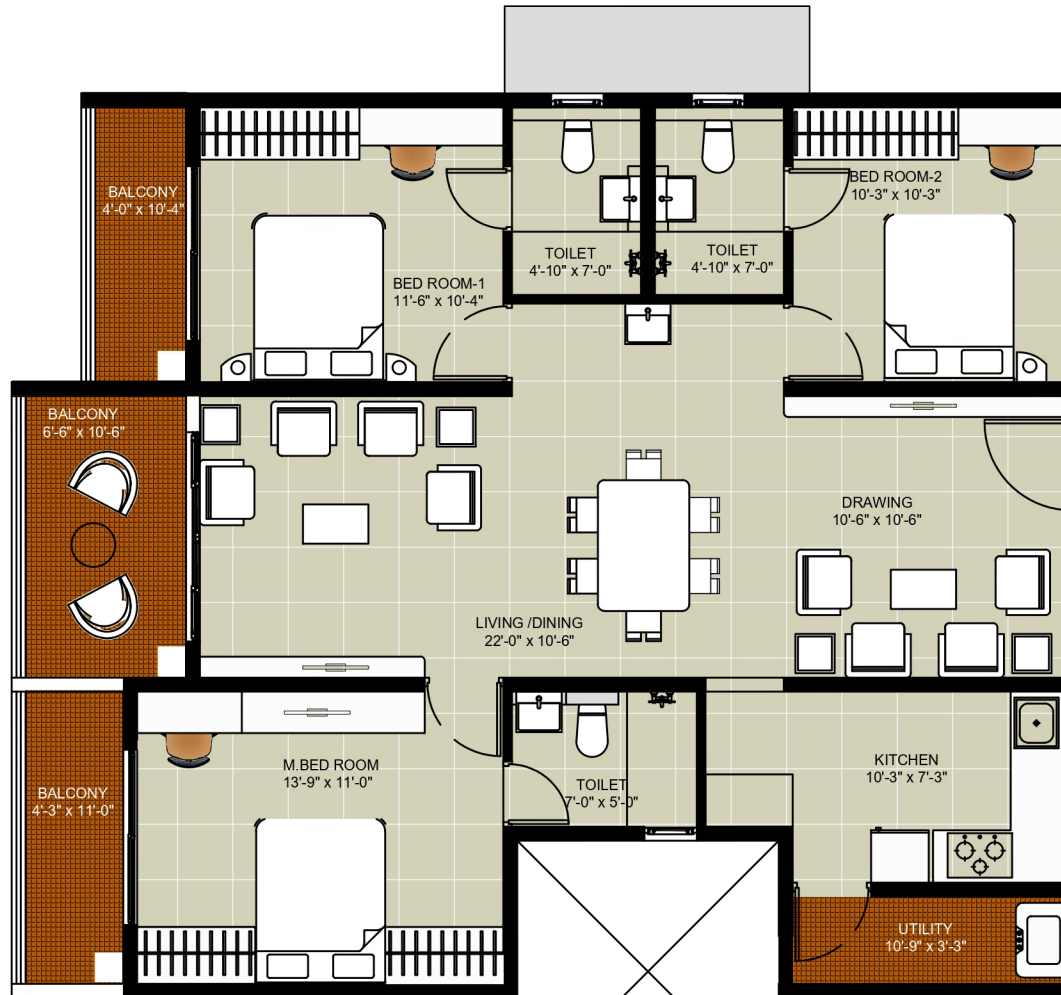 BALCONY
4'-0" x 10'-4"
BED ROOM-1
11'-6" x 10'-4"
TOILET
4'-10" x 7'-0"
TOILET
4'-10" x 7'-0"
BED ROOM-2
10'-3" x 10'-3"
BALCONY
6'-6" x 10'-6"
LIVING /DINING
22'-0" x 10'-6"
DRAWING
10'-6" x 10'-6"
BALCONY
4'-3" x 11'-0"
M.BED ROOM
13'-9" x 11'-0"
TOILET
7'-0" x 5'-0"
KITCHEN
10'-3" x 7'-3"
UTILITY
10'-9" x 3'-3"